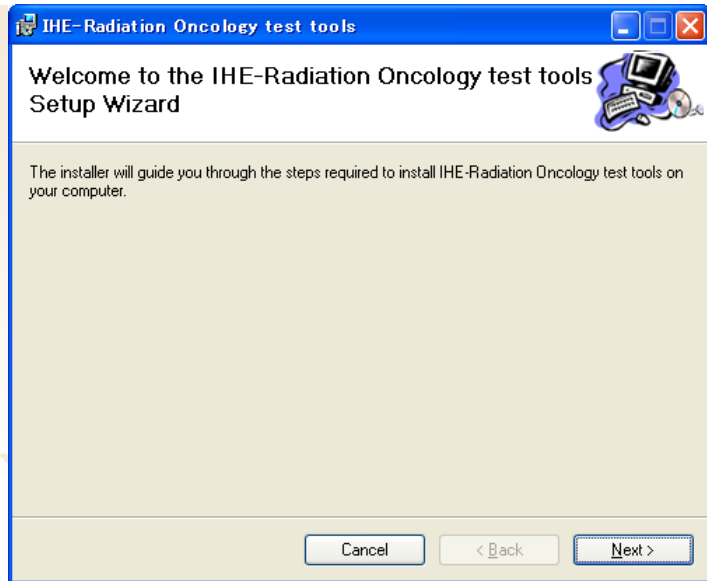 IHE-Radiation Oncology test tools
Welcome to the IHE-Radiation Oncology test tools
Setup Wizard
The installer will guide you through the steps required to install IHE-Radiation Oncology test tools on
your computer.
Cancel
< Back
Next >